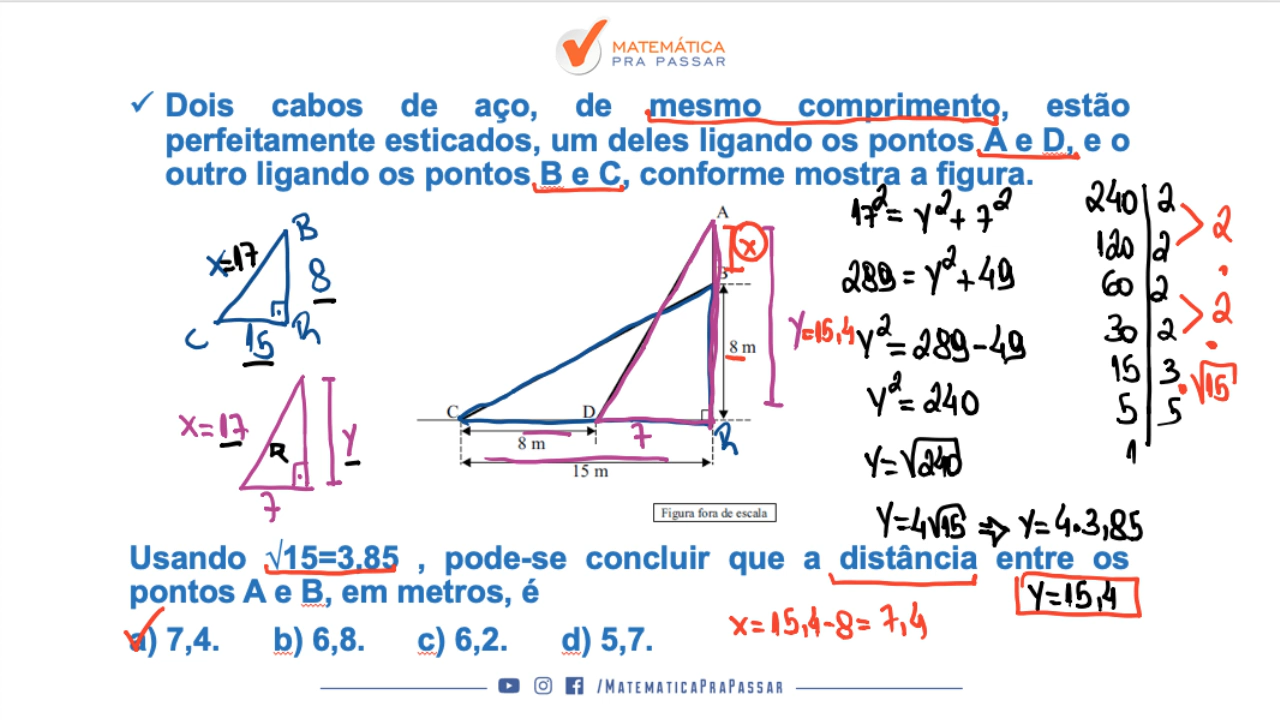 MATEMÁTICA
PRA PASSAR
✓ Dois cabos de aço, de mesmo comprimento, estão
perfeitamente esticados, um deles ligando os pontos A e D, e o
outro ligando os pontos B e C, conforme mostra a figura.
B
x=17
8
C
R
15
x=17
R
y
7
A
x
B
8 m
y=15,4
C
D
R
8 m
7
15 m
Figura fora de escala
17² = y² + 7²
289 = y² + 49
y² = 289 - 49
y² = 240
y = √240
y = 4√15 ⇒ y = 4.3,85
y = 15,4
240 | 2
120 | 2
60 | 2
30 | 2
15 | 3
5 | 5
1
> 2
.
> 2
. √15
Usando √15=3,85 , pode-se concluir que a distância entre os
pontos A e B, em metros, é
x = 15,4 - 8 = 7,4
a) 7,4. b) 6,8. c) 6,2. d) 5,7.
/MATEMATICAPRAPASSAR